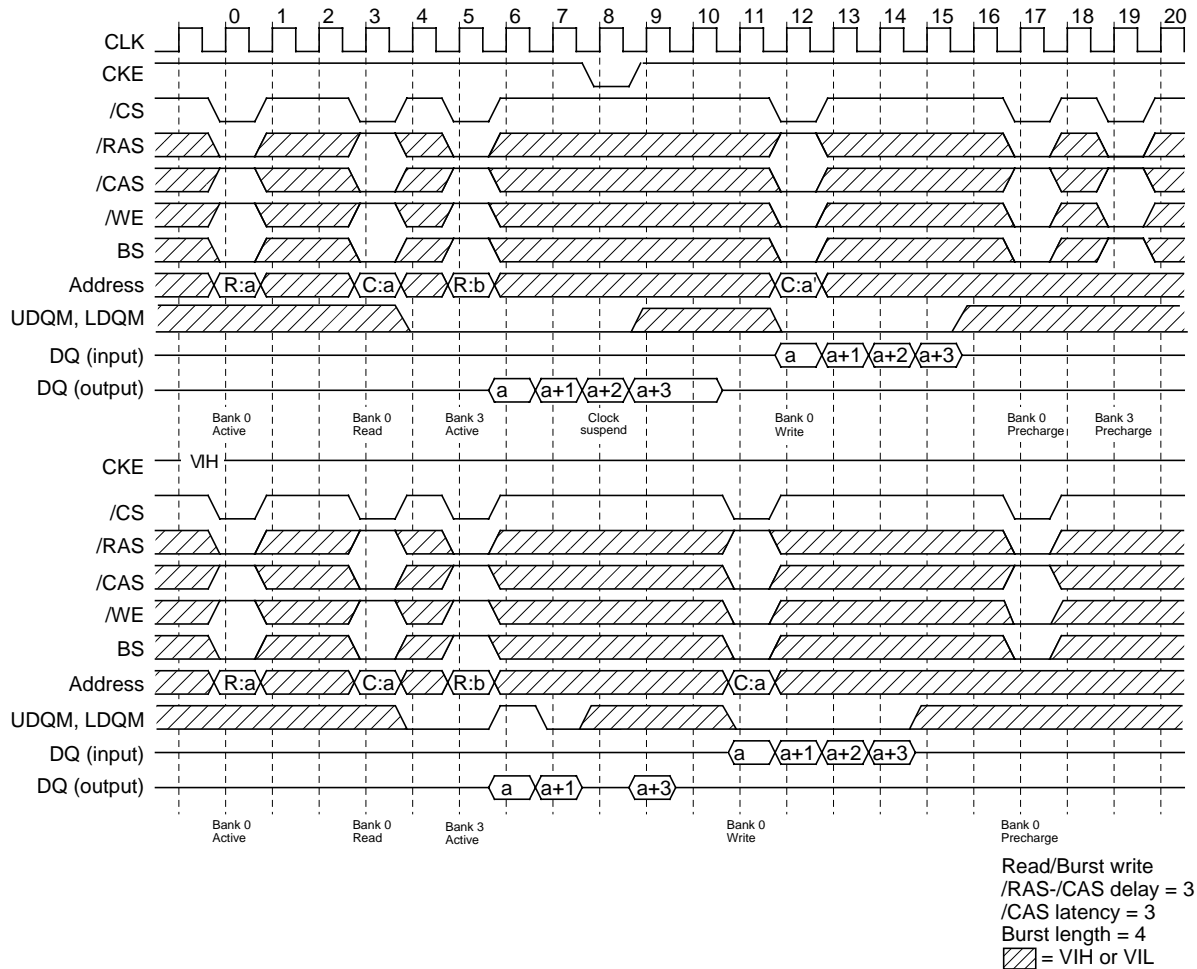 0 1 2 3 4 5 6 7 8 9 10 11 12 13 14 15 16 17 18 19 20
CLK
CKE
/CS
/RAS
/CAS
/WE
BS
Address R:a C:a R:b C:a'
UDQM, LDQM
DQ (input) a a+1 a+2 a+3
DQ (output) a a+1 a+2 a+3
Bank 0 Bank 0 Bank 3 Clock Bank 0 Bank 0 Bank 3
Active Read Active suspend Write Precharge Precharge
CKE VIH
/CS
/RAS
/CAS
/WE
BS
Address R:a C:a R:b C:a
UDQM, LDQM
DQ (input) a a+1 a+2 a+3
DQ (output) a a+1 a+3
Bank 0 Bank 0 Bank 3 Bank 0 Bank 0
Active Read Active Write Precharge
Read/Burst write
/RAS-/CAS delay = 3
/CAS latency = 3
Burst length = 4
= VIH or VIL